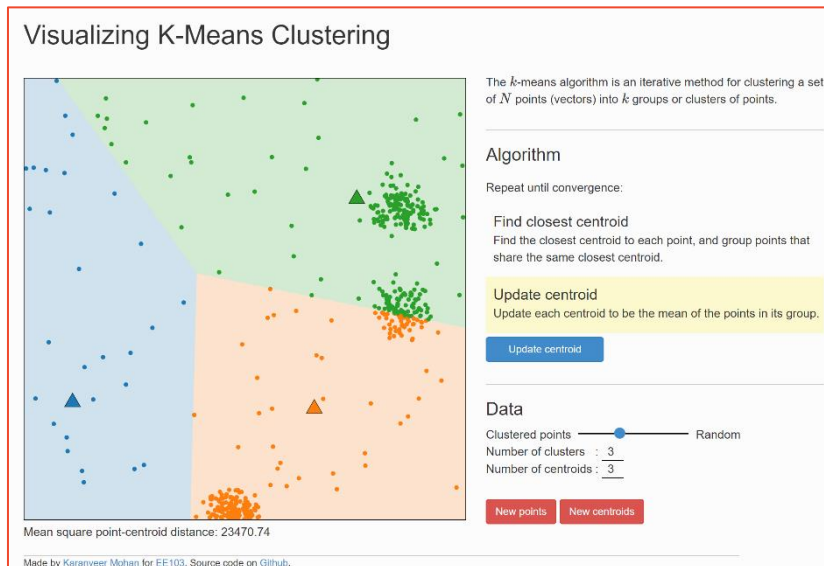 Visualizing K-Means Clustering
The k-means algorithm is an iterative method for clustering a set
of N points (vectors) into k groups or clusters of points.
Algorithm
Repeat until convergence:
Find closest centroid
Find the closest centroid to each point, and group points that
share the same closest centroid.
Update centroid
Update each centroid to be the mean of the points in its group.
Update centroid
Data
Clustered points Random
Number of clusters : 3
Number of centroids : 3
New points New centroids
Mean square point-centroid distance: 23470.74
Made by Karanveer Mohan for EE103. Source code on Github.